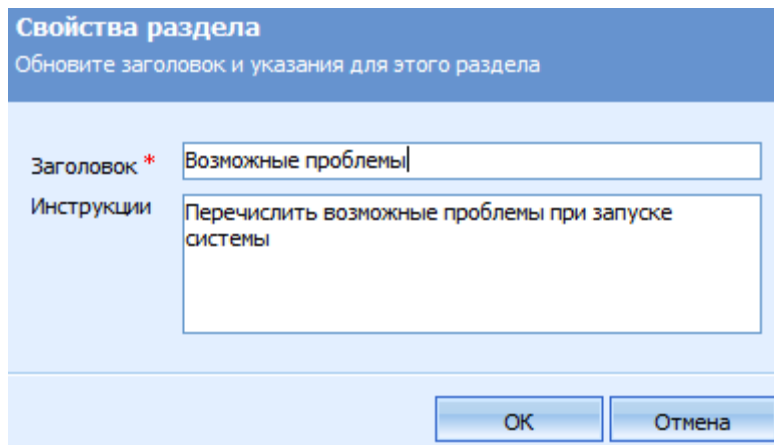 Свойства раздела
Обновите заголовок и указания для этого раздела
Заголовок * Возможные проблемы
Инструкции Перечислить возможные проблемы при запуске
системы
ОК Отмена